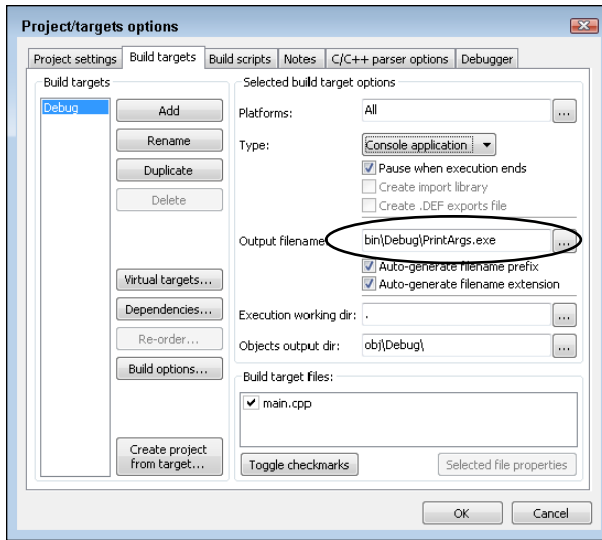 Project/targets options
Project settings
Build targets
Build scripts
Notes
C/C++ parser options
Debugger
Build targets
Debug
Add
Rename
Duplicate
Delete
Virtual targets...
Dependencies...
Re-order...
Build options...
Create project
from target...
Selected build target options
Platforms: All ...
Type: Console application
Pause when execution ends
Create import library
Create .DEF exports file
Output filename bin\Debug\PrintArgs.exe ...
Auto-generate filename prefix
Auto-generate filename extension
Execution working dir: . ...
Objects output dir: obj\Debug\ ...
Build target files:
main.cpp
Toggle checkmarks
Selected file properties
OK
Cancel